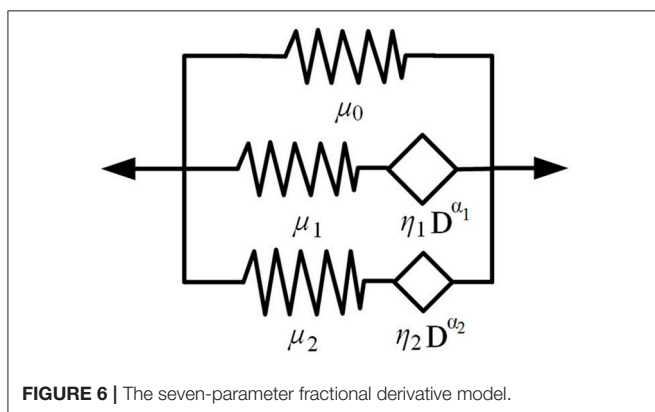 μ0
μ1 η1 D^α1
μ2 η2 D^α2
FIGURE 6 | The seven-parameter fractional derivative model.